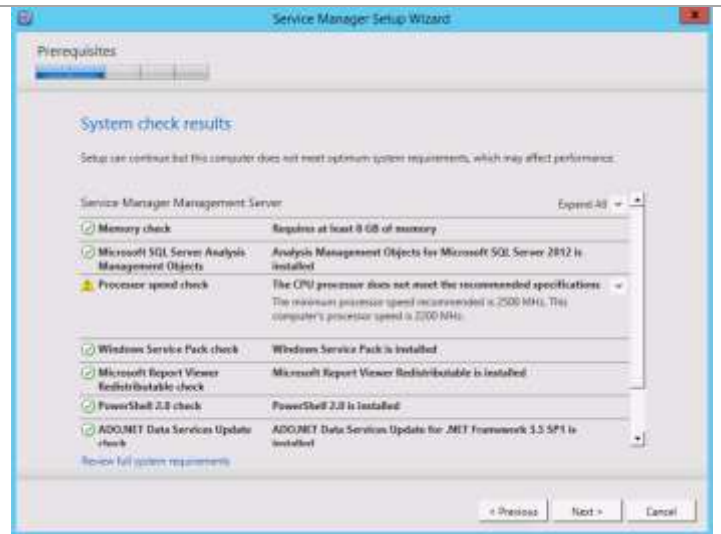 Service Manager Setup Wizard
Prerequisites
System check results
Setup can continue but this computer does not meet optimum system requirements, which may affect performance.
Service Manager Management Server
Expand All
Memory check
Requires at least 8 GB of memory
Microsoft SQL Server Analysis
Management Objects
Analysis Management Objects for Microsoft SQL Server 2012 is
installed
Processor speed check
The CPU processor does not meet the recommended specifications
The minimum processor speed recommended is 2500 MHz. This
computer's processor speed is 2200 MHz.
Windows Service Pack check
Windows Service Pack is installed
Microsoft Report Viewer
Redistributable check
Microsoft Report Viewer Redistributable is installed
PowerShell 2.0 check
PowerShell 2.0 is installed
ADO.NET Data Services Update
check
ADO.NET Data Services Update for .NET Framework 3.5 SP1 is
installed
Review full system requirements
< Previous
Next >
Cancel